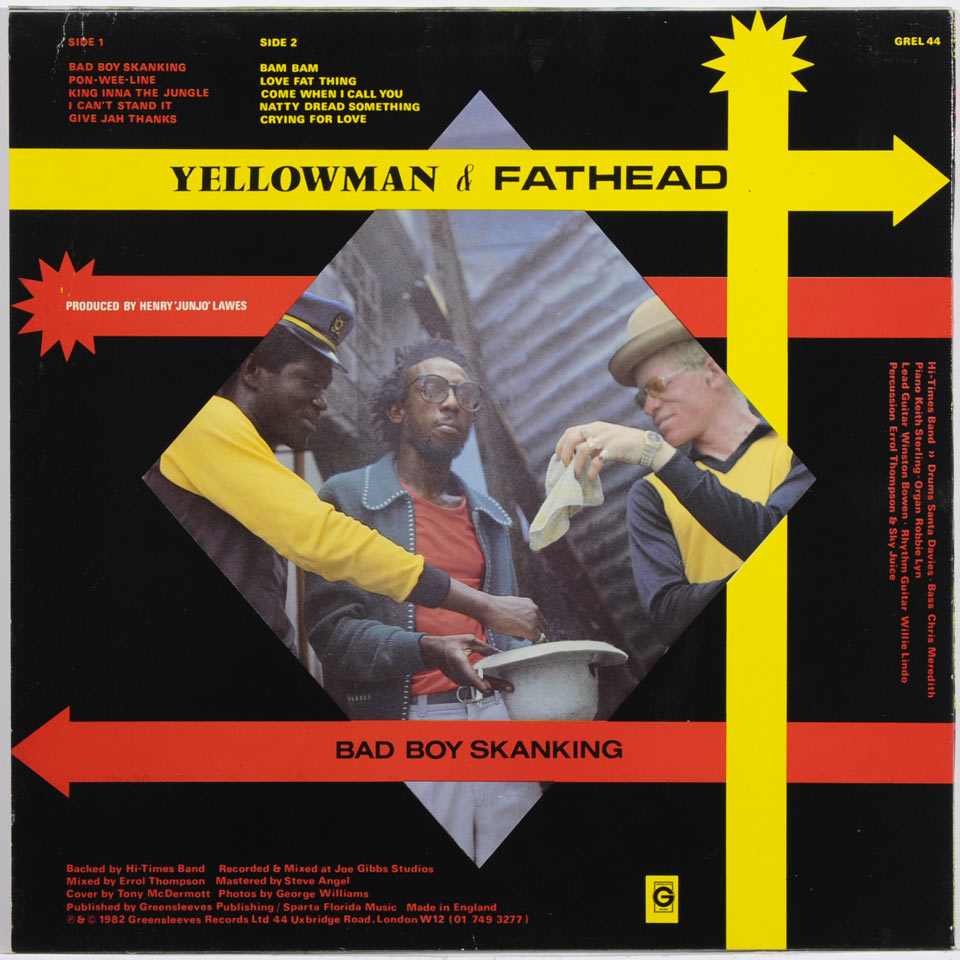 SIDE 1
BAD BOY SKANKING
PON-WEE-LINE
KING INNA THE JUNGLE
I CAN'T STAND IT
GIVE JAH THANKS
SIDE 2
BAM BAM
LOVE FAT THING
COME WHEN I CALL YOU
NATTY DREAD SOMETHING
CRYING FOR LOVE
GREL 44
YELLOWMAN & FATHEAD
PRODUCED BY HENRY 'JUNJO' LAWES
Hi-Times Band » Drums Santa Davies · Bass Chris Meredith
Piano Keith Sterling · Organ Robbie Lyn
Lead Guitar Winston Bowen · Rhythm Guitar Willie Lindo
Percussion Errol Thompson & Sky Juice
BAD BOY SKANKING
Backed by Hi-Times Band Recorded & Mixed at Joe Gibbs Studios
Mixed by Errol Thompson Mastered by Steve Angel
Cover by Tony McDermott Photos by George Williams
Published by Greensleeves Publishing / Sparta Florida Music Made in England
℗ & © 1982 Greensleeves Records Ltd 44 Uxbridge Road, London W12 (01 749 3277)
G